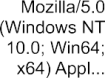 Mozilla/5.0
(Windows NT
10.0; Win64;
x64) Appl...